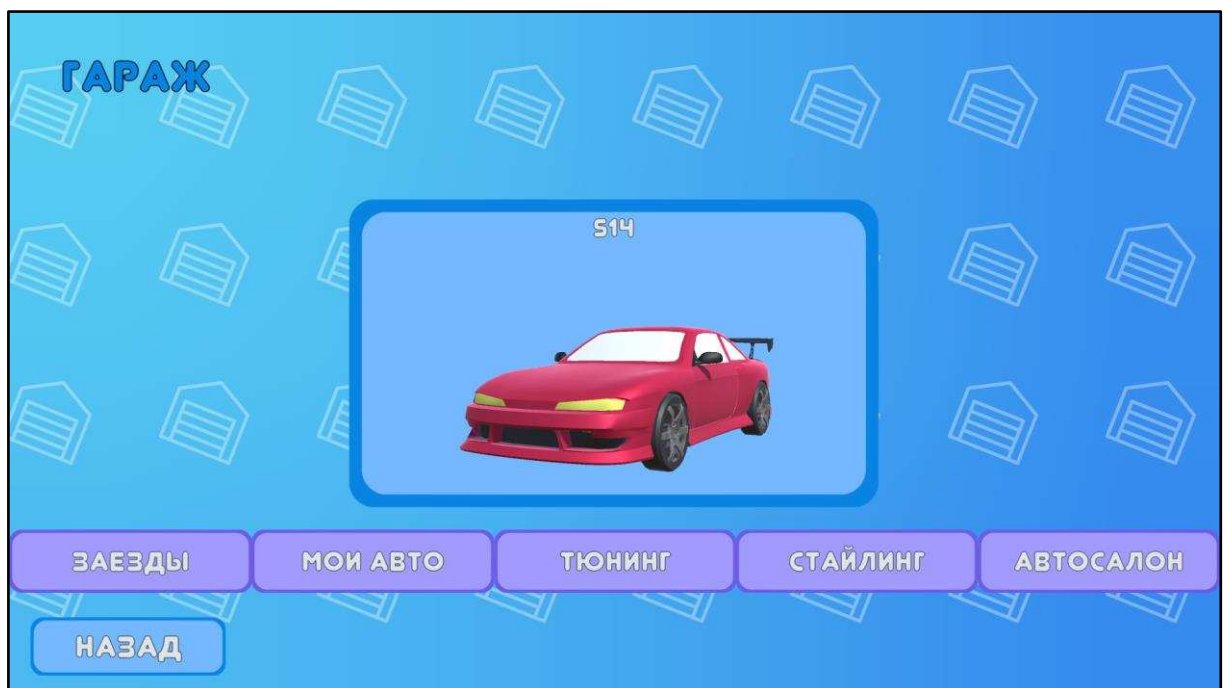 ГАРАЖ
S14
ЗАЕЗДЫ
МОИ АВТО
ТЮНИНГ
СТАЙЛИНГ
АВТОСАЛОН
НАЗАД